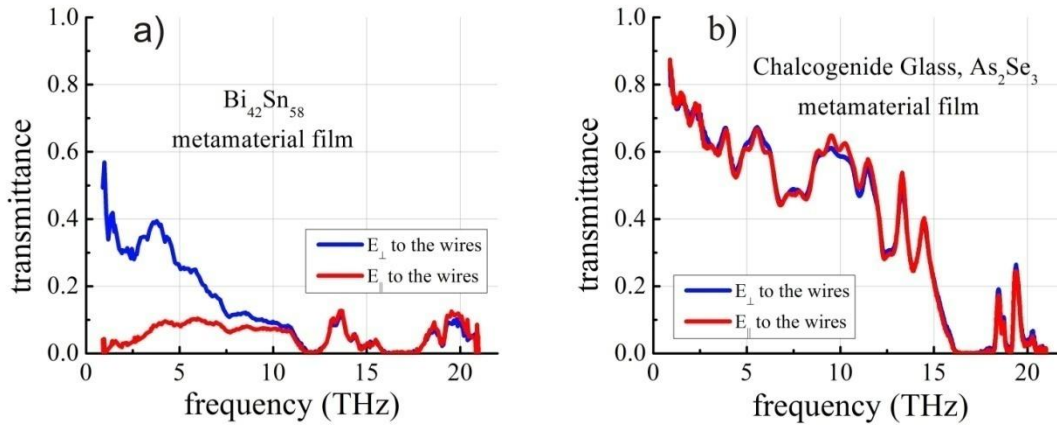 a)
Bi₄₂Sn₅₈
metamaterial film
E⊥ to the wires
E∥ to the wires
transmittance
1.0
0.8
0.6
0.4
0.2
0.0
0
5
10
15
20
frequency (THz)
b)
Chalcogenide Glass, As₂Se₃
metamaterial film
E⊥ to the wires
E∥ to the wires
transmittance
1.0
0.8
0.6
0.4
0.2
0.0
0
5
10
15
20
frequency (THz)